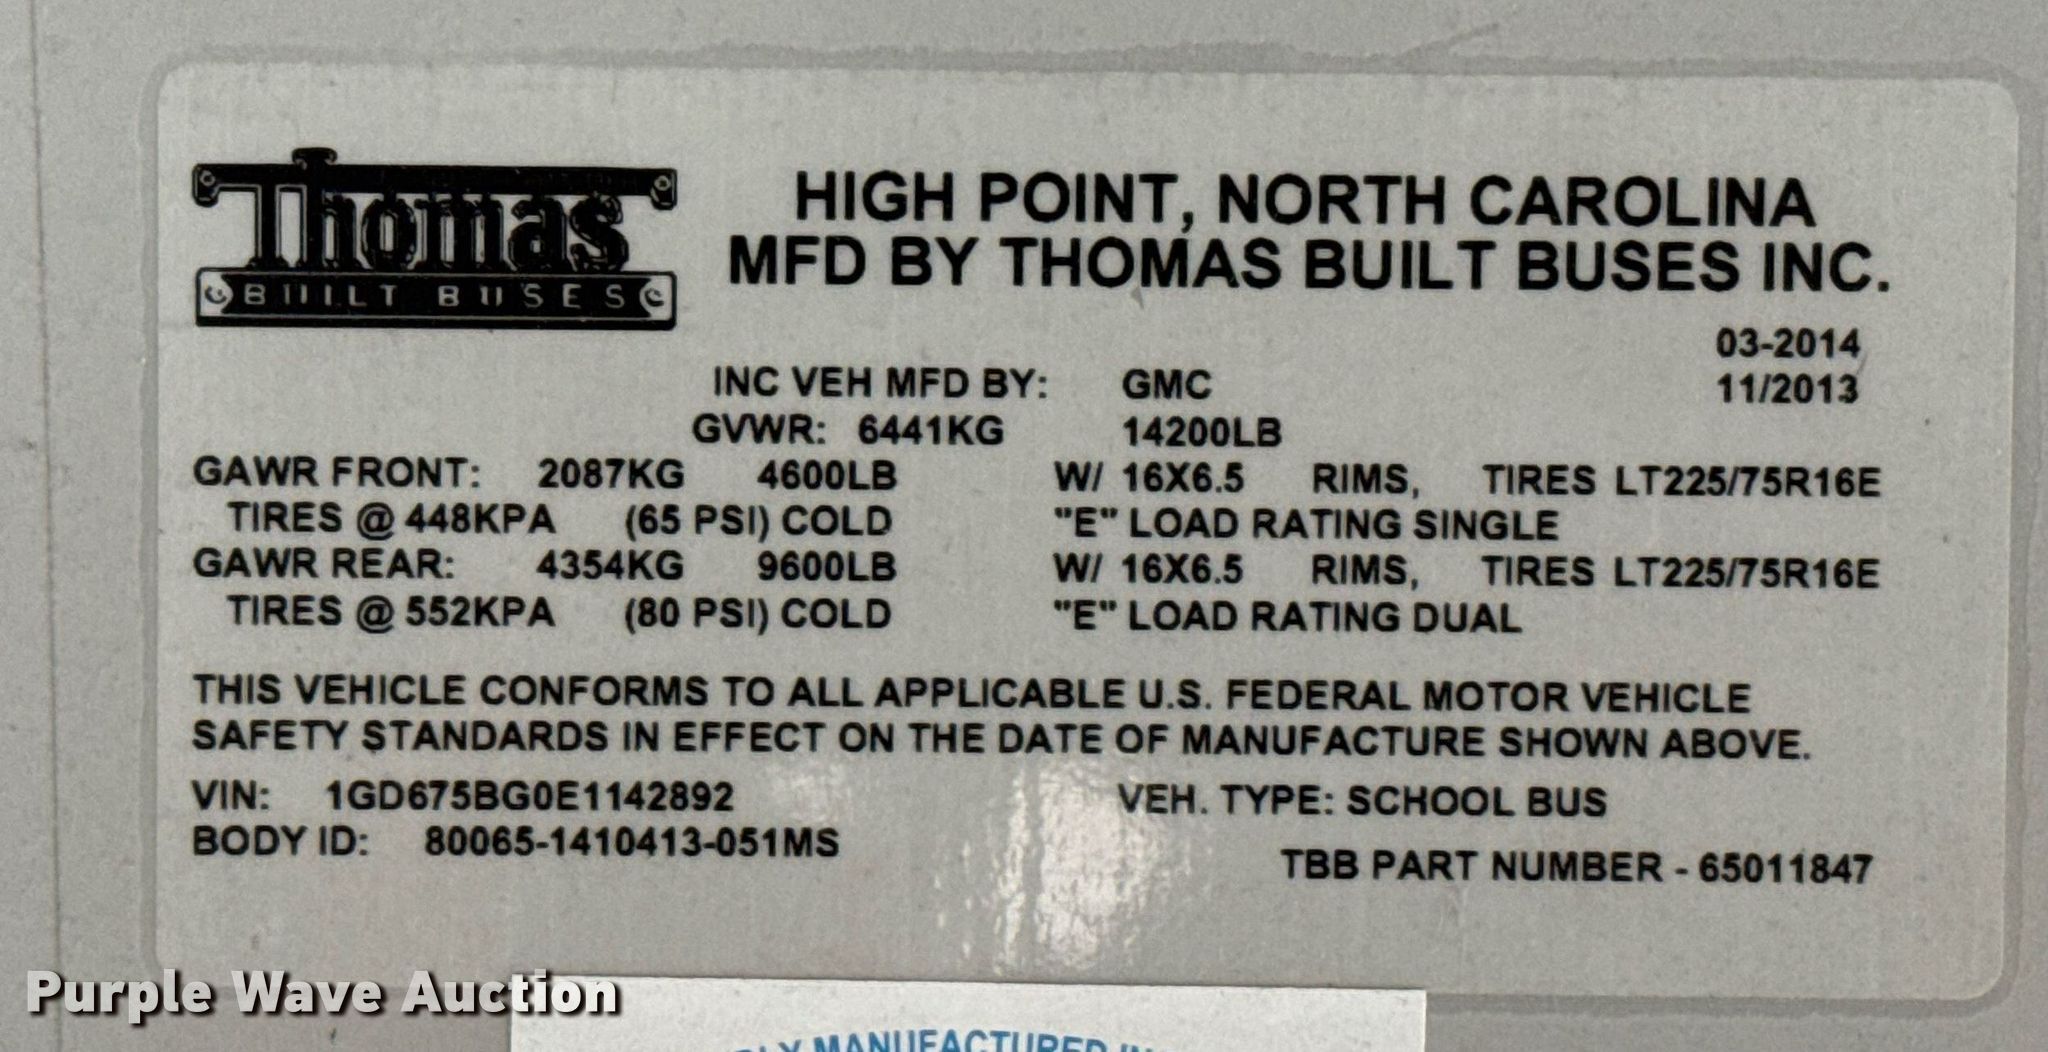 Thomas
BUILT BUSES
HIGH POINT, NORTH CAROLINA
MFD BY THOMAS BUILT BUSES INC.
03-2014
INC VEH MFD BY: GMC 11/2013
GVWR: 6441KG 14200LB
GAWR FRONT: 2087KG 4600LB W/ 16X6.5 RIMS, TIRES LT225/75R16E
TIRES @ 448KPA (65 PSI) COLD "E" LOAD RATING SINGLE
GAWR REAR: 4354KG 9600LB W/ 16X6.5 RIMS, TIRES LT225/75R16E
TIRES @ 552KPA (80 PSI) COLD "E" LOAD RATING DUAL
THIS VEHICLE CONFORMS TO ALL APPLICABLE U.S. FEDERAL MOTOR VEHICLE
SAFETY STANDARDS IN EFFECT ON THE DATE OF MANUFACTURE SHOWN ABOVE.
VIN: 1GD675BG0E1142892 VEH. TYPE: SCHOOL BUS
BODY ID: 80065-1410413-051MS
TBB PART NUMBER - 65011847
Purple Wave Auction
MANUFACTURED